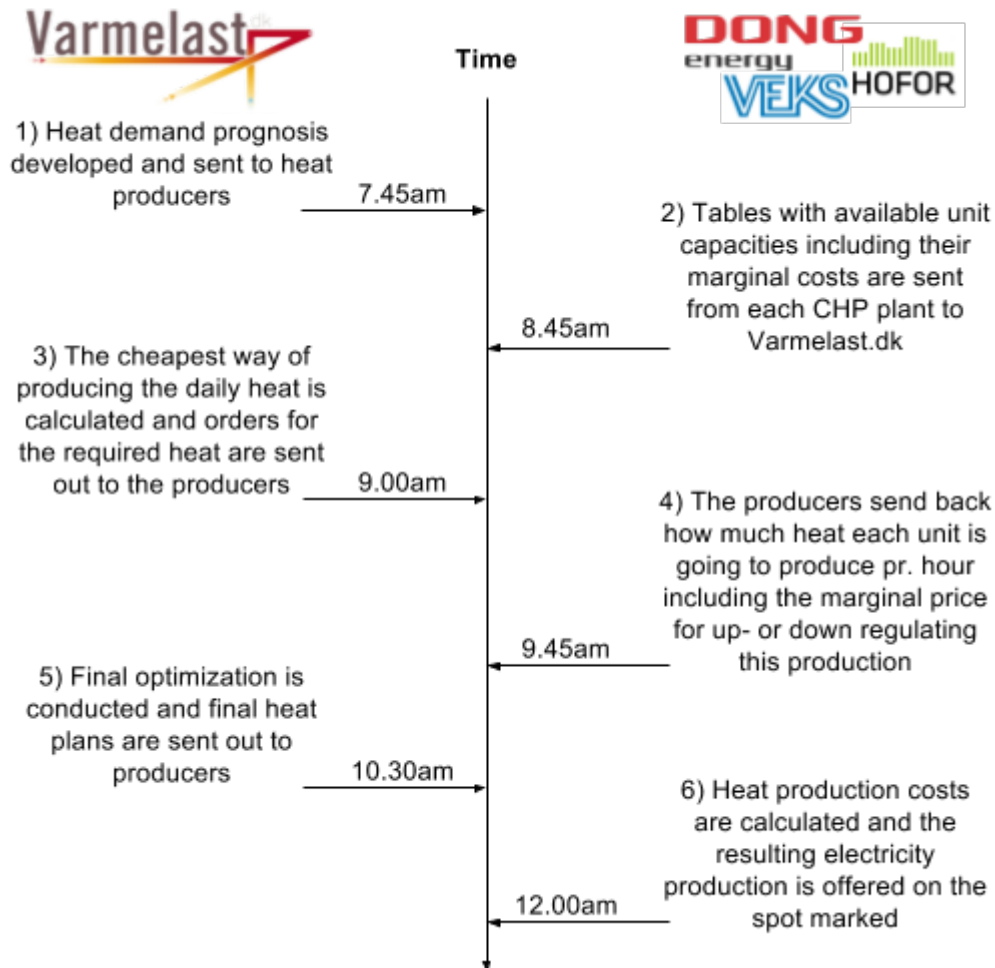 Varmelast.dk
Time
DONG
energy
VEKS
HOFOR
1) Heat demand prognosis
developed and sent to heat
producers
7.45am
2) Tables with available unit
capacities including their
marginal costs are sent
from each CHP plant to
Varmelast.dk
8.45am
3) The cheapest way of
producing the daily heat is
calculated and orders for
the required heat are sent
out to the producers
9.00am
4) The producers send back
how much heat each unit is
going to produce pr. hour
including the marginal price
for up- or down regulating
this production
9.45am
5) Final optimization is
conducted and final heat
plans are sent out to
producers
10.30am
6) Heat production costs
are calculated and the
resulting electricity
production is offered on the
spot marked
12.00am